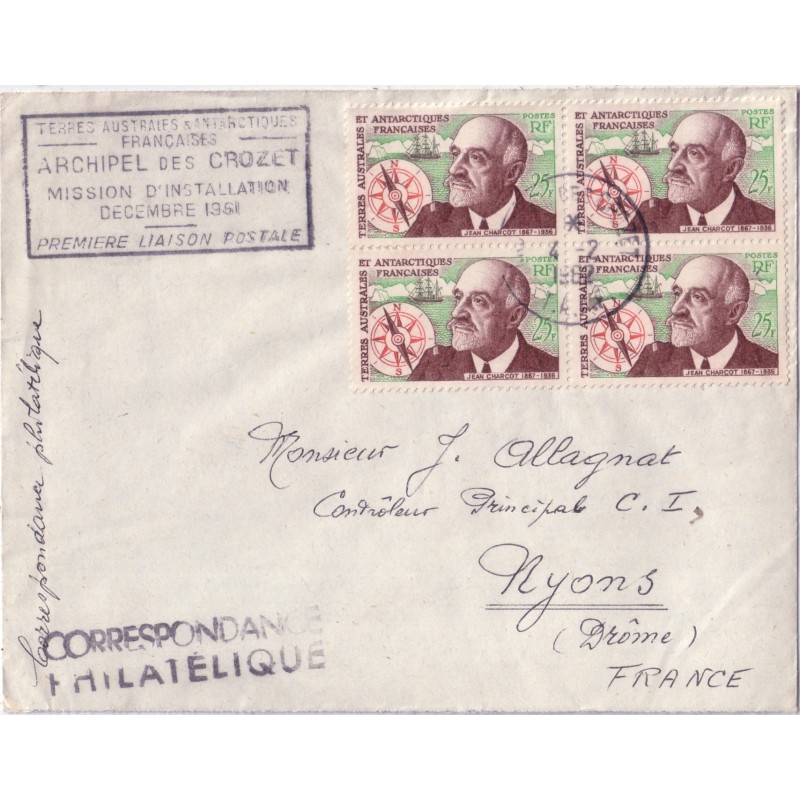 TERRES AUSTRALES & ANTARCTIQUES
FRANÇAISES
ARCHIPEL DES CROZET
MISSION D'INSTALLATION
DECEMBRE 1961
PREMIERE LIAISON POSTALE
TERRES AUSTRALES
ET ANTARCTIQUES
FRANÇAISES
POSTES
RF
25F
N
S
JEAN CHARCOT 1867-1936
TERRES AUSTRALES
ET ANTARCTIQUES
FRANÇAISES
POSTES
RF
25F
N
S
JEAN CHARCOT 1867-1936
TERRES AUSTRALES
ET ANTARCTIQUES
FRANÇAISES
RF
25F
N
S
JEAN CHARCOT 1867-1936
TERRES AUSTRALES
ET ANTARCTIQUES
FRANÇAISES
POSTES
RF
25F
N
S
JEAN CHARCOT 1867-1936
Correspondance philatélique
Monsieur J. Allagnat
Contrôleur Principal C. I,
Nyons
(Drôme)
FRANCE
CORRESPONDANCE
PHILATÉLIQUE